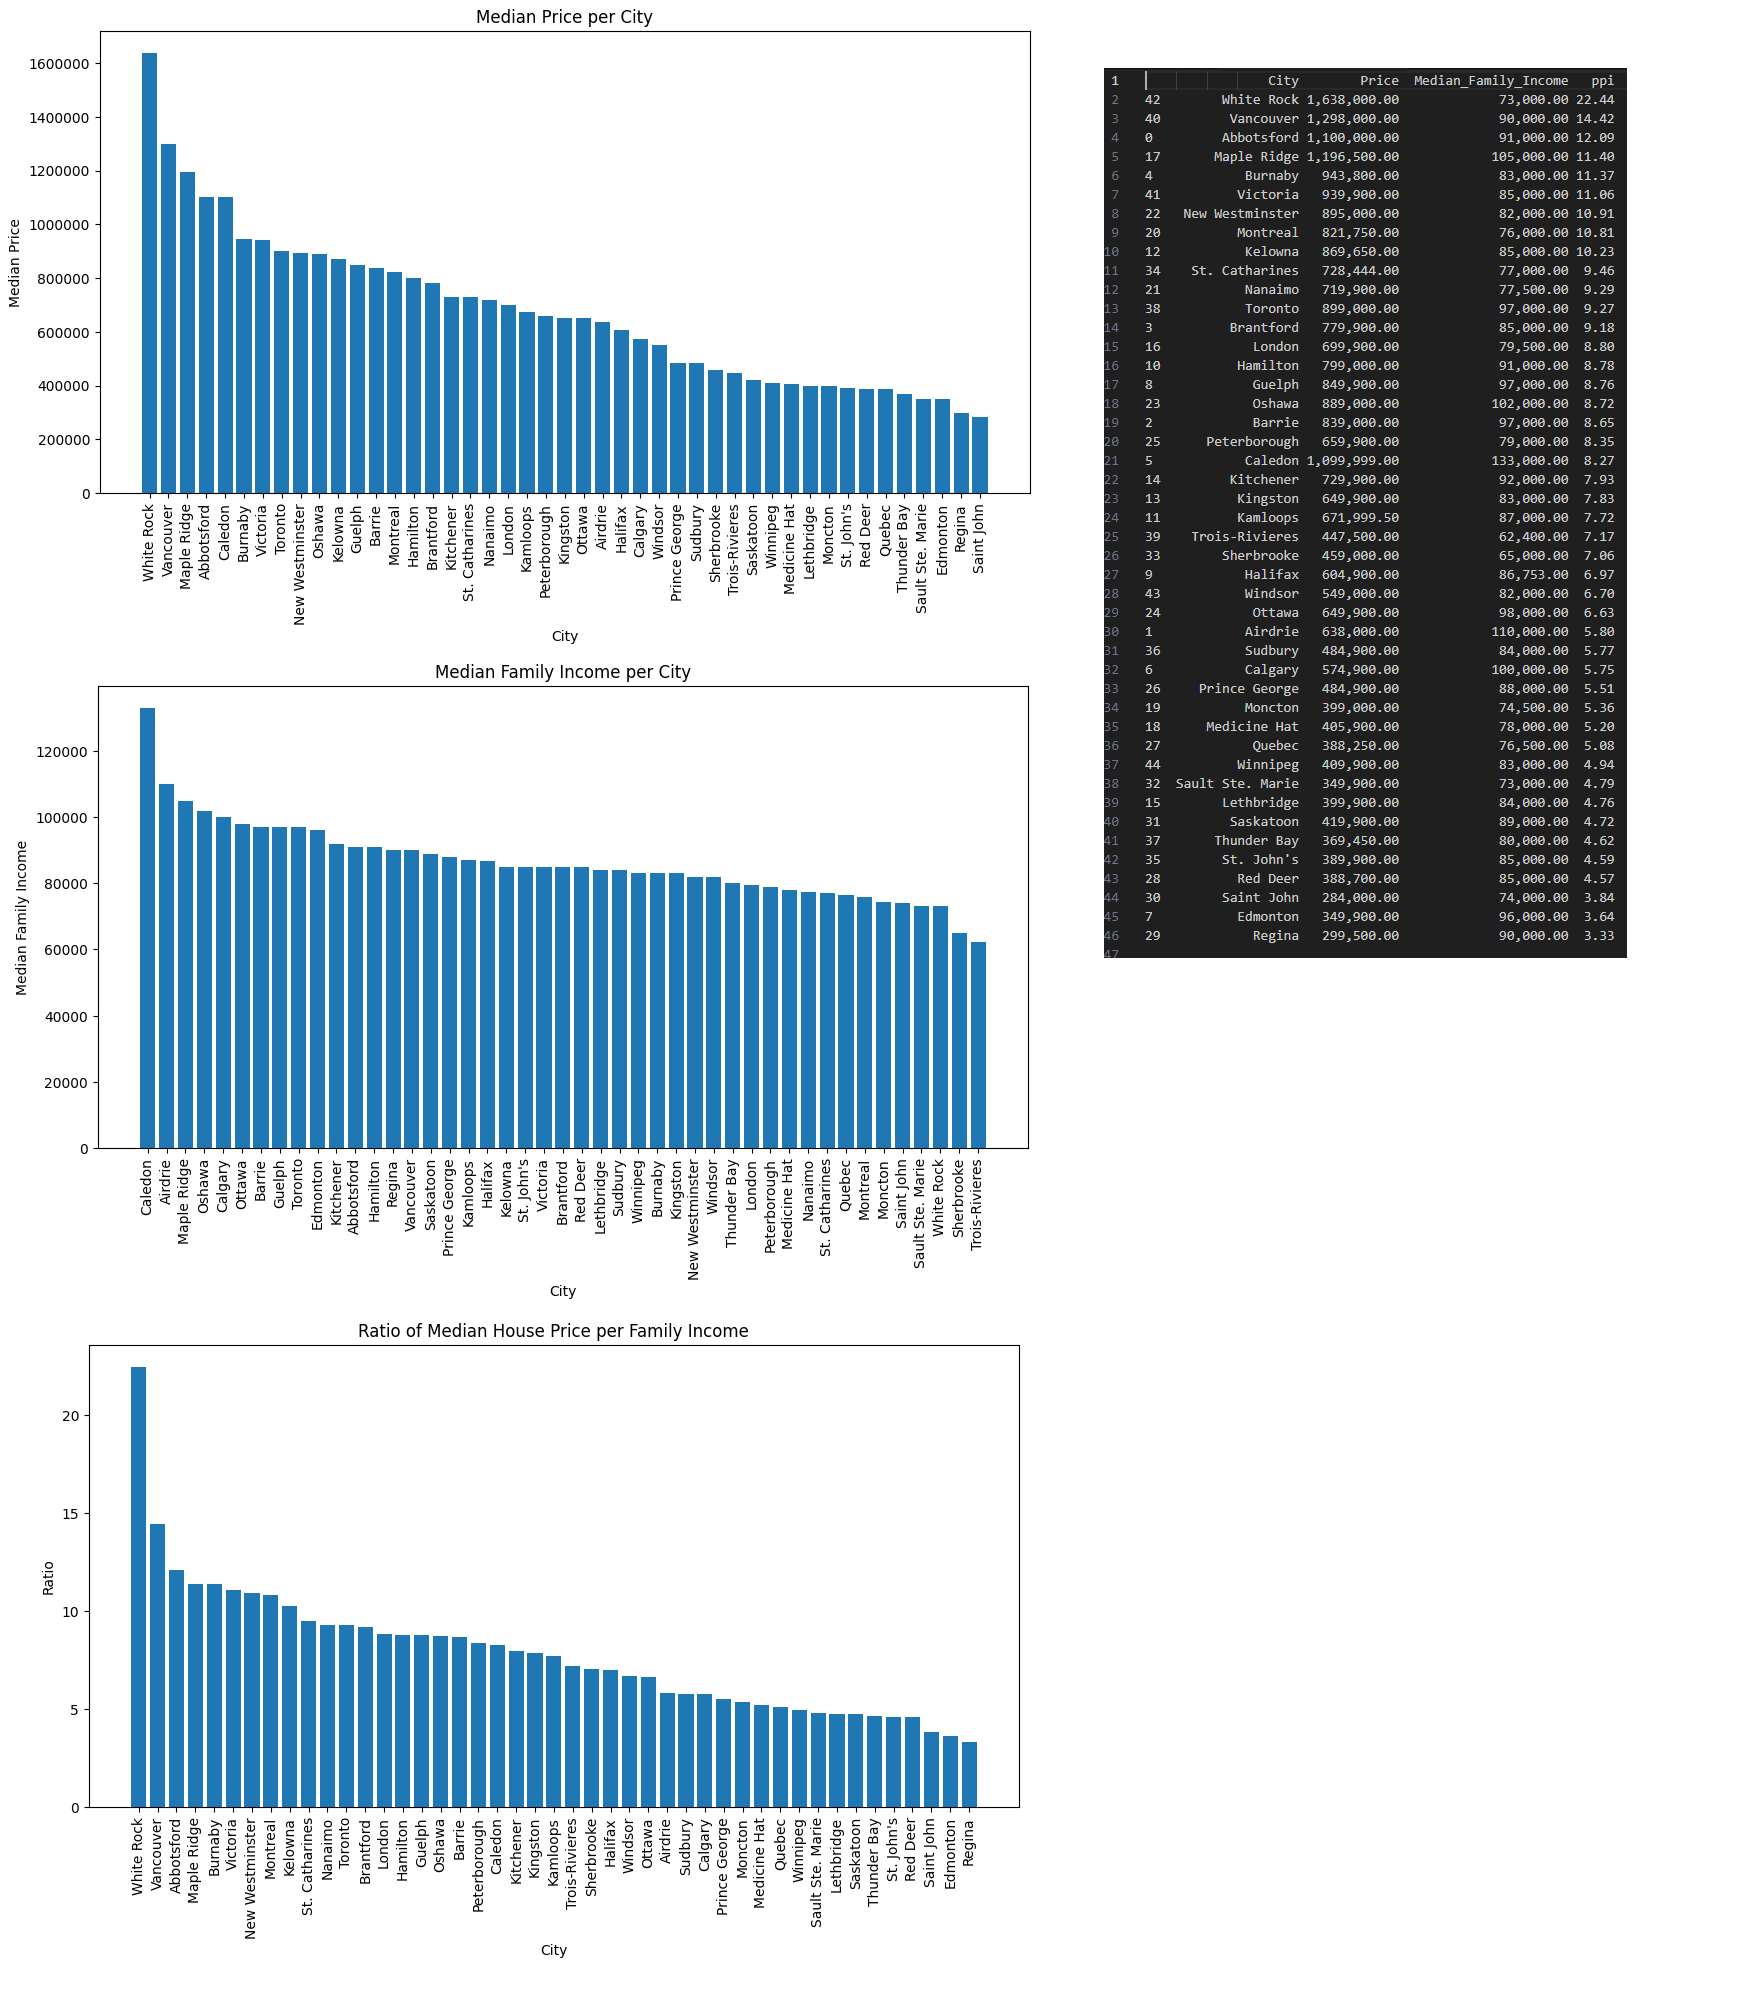 Median Price per City
Median Price
1600000
1400000
1200000
1000000
800000
600000
400000
200000
0
White Rock
Vancouver
Maple Ridge
Abbotsford
Caledon
Burnaby
Victoria
Toronto
New Westminster
Oshawa
Kelowna
Guelph
Barrie
Montreal
Hamilton
Brantford
Kitchener
St. Catharines
Nanaimo
London
Kamloops
Peterborough
Kingston
Ottawa
Airdrie
Halifax
Calgary
Windsor
Prince George
Sudbury
Sherbrooke
Trois-Rivieres
Saskatoon
Winnipeg
Medicine Hat
Lethbridge
Moncton
St. John's
Red Deer
Quebec
Thunder Bay
Sault Ste. Marie
Edmonton
Regina
Saint John
City
Median Family Income per City
Median Family Income
120000
100000
80000
60000
40000
20000
0
Caledon
Airdrie
Maple Ridge
Oshawa
Calgary
Ottawa
Barrie
Guelph
Toronto
Edmonton
Kitchener
Abbotsford
Hamilton
Regina
Vancouver
Saskatoon
Prince George
Kamloops
Halifax
Kelowna
St. John's
Victoria
Brantford
Red Deer
Lethbridge
Sudbury
Winnipeg
Burnaby
Kingston
New Westminster
Windsor
Thunder Bay
London
Peterborough
Medicine Hat
Nanaimo
St. Catharines
Quebec
Montreal
Moncton
Saint John
Sault Ste. Marie
White Rock
Sherbrooke
Trois-Rivieres
City
Ratio of Median House Price per Family Income
Ratio
20
15
10
5
0
White Rock
Vancouver
Abbotsford
Maple Ridge
Burnaby
Victoria
New Westminster
Montreal
Kelowna
St. Catharines
Nanaimo
Toronto
Brantford
London
Hamilton
Guelph
Oshawa
Barrie
Peterborough
Caledon
Kitchener
Kingston
Kamloops
Trois-Rivieres
Sherbrooke
Halifax
Windsor
Ottawa
Airdrie
Sudbury
Calgary
Prince George
Moncton
Medicine Hat
Quebec
Winnipeg
Sault Ste. Marie
Lethbridge
Saskatoon
Thunder Bay
St. John's
Red Deer
Saint John
Edmonton
Regina
City
1 City Price Median_Family_Income ppi
2 42 White Rock 1,638,000.00 73,000.00 22.44
3 40 Vancouver 1,298,000.00 90,000.00 14.42
4 0 Abbotsford 1,100,000.00 91,000.00 12.09
5 17 Maple Ridge 1,196,500.00 105,000.00 11.40
6 4 Burnaby 943,800.00 83,000.00 11.37
7 41 Victoria 939,900.00 85,000.00 11.06
8 22 New Westminster 895,000.00 82,000.00 10.91
9 20 Montreal 821,750.00 76,000.00 10.81
10 12 Kelowna 869,650.00 85,000.00 10.23
11 34 St. Catharines 728,444.00 77,000.00 9.46
12 21 Nanaimo 719,900.00 77,500.00 9.29
13 38 Toronto 899,000.00 97,000.00 9.27
14 3 Brantford 779,900.00 85,000.00 9.18
15 16 London 699,900.00 79,500.00 8.80
16 10 Hamilton 799,000.00 91,000.00 8.78
17 8 Guelph 849,900.00 97,000.00 8.76
18 23 Oshawa 889,000.00 102,000.00 8.72
19 2 Barrie 839,000.00 97,000.00 8.65
20 25 Peterborough 659,900.00 79,000.00 8.35
21 5 Caledon 1,099,999.00 133,000.00 8.27
22 14 Kitchener 729,900.00 92,000.00 7.93
23 13 Kingston 649,900.00 83,000.00 7.83
24 11 Kamloops 671,999.50 87,000.00 7.72
25 39 Trois-Rivieres 447,500.00 62,400.00 7.17
26 33 Sherbrooke 459,000.00 65,000.00 7.06
27 9 Halifax 604,900.00 86,753.00 6.97
28 43 Windsor 549,000.00 82,000.00 6.70
29 24 Ottawa 649,900.00 98,000.00 6.63
30 1 Airdrie 638,000.00 110,000.00 5.80
31 36 Sudbury 484,900.00 84,000.00 5.77
32 6 Calgary 574,900.00 100,000.00 5.75
33 26 Prince George 484,900.00 88,000.00 5.51
34 19 Moncton 399,000.00 74,500.00 5.36
35 18 Medicine Hat 405,900.00 78,000.00 5.20
36 27 Quebec 388,250.00 76,500.00 5.08
37 44 Winnipeg 409,900.00 83,000.00 4.94
38 32 Sault Ste. Marie 349,900.00 73,000.00 4.79
39 15 Lethbridge 399,900.00 84,000.00 4.76
40 31 Saskatoon 419,900.00 89,000.00 4.72
41 37 Thunder Bay 369,450.00 80,000.00 4.62
42 35 St. John's 389,900.00 85,000.00 4.59
43 28 Red Deer 388,700.00 85,000.00 4.57
44 30 Saint John 284,000.00 74,000.00 3.84
45 7 Edmonton 349,900.00 96,000.00 3.64
46 29 Regina 299,500.00 90,000.00 3.33
47